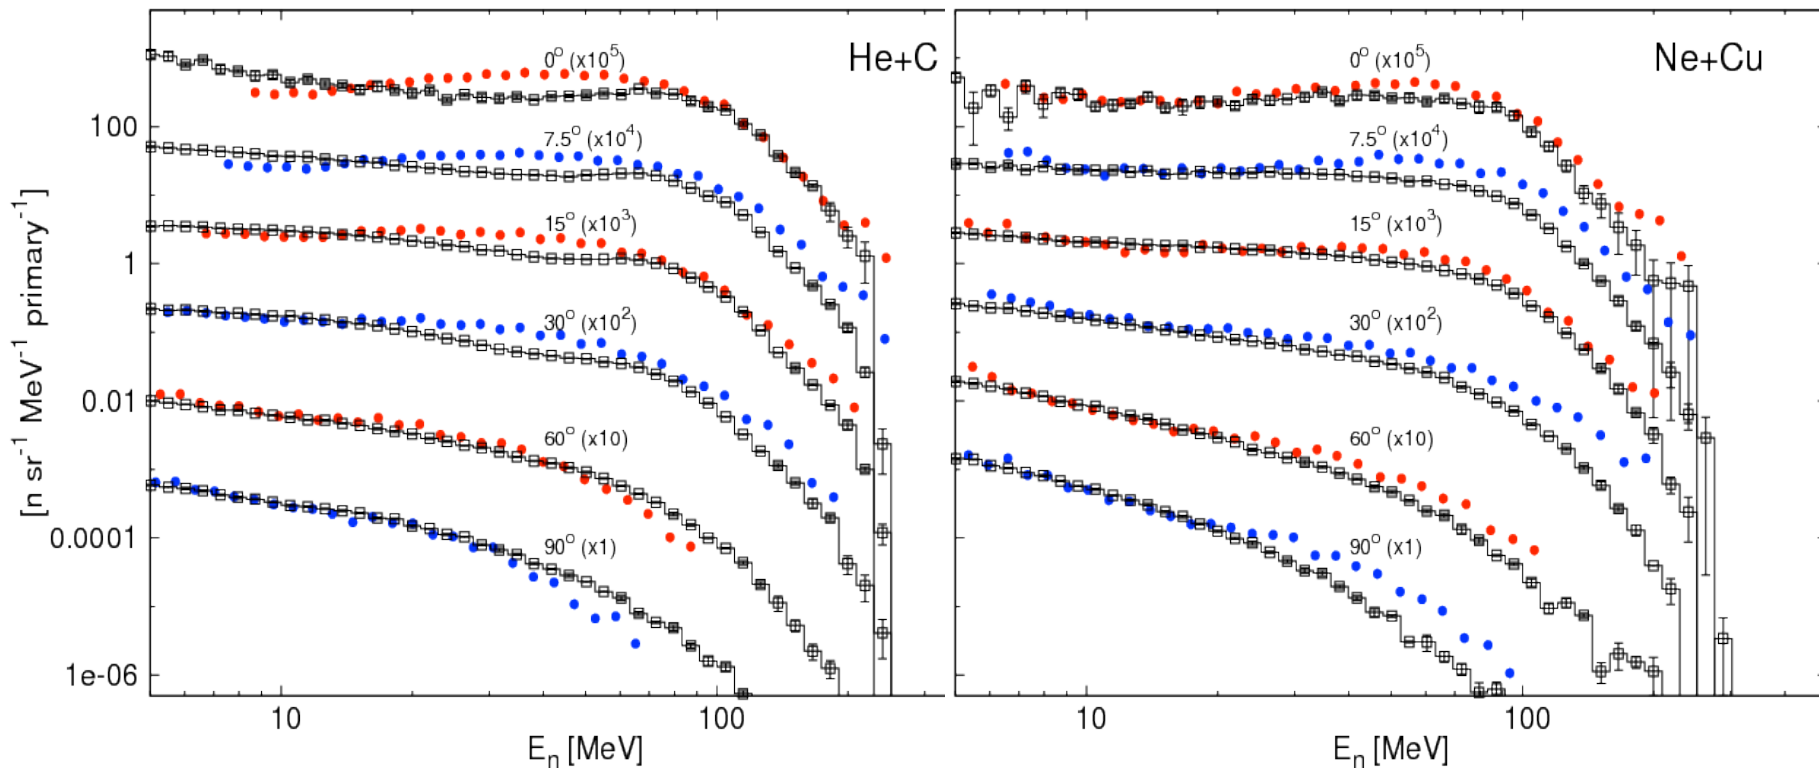 He+C
0° (x10⁵)
7.5° (x10⁴)
15° (x10³)
30° (x10²)
60° (x10)
90° (x1)
Ne+Cu
0° (x10⁵)
7.5° (x10⁴)
15° (x10³)
30° (x10²)
60° (x10)
90° (x1)
[n sr⁻¹ MeV⁻¹ primary⁻¹]
100
1
0.01
0.0001
1e-06
10
100
Eₙ [MeV]
10
100
Eₙ [MeV]